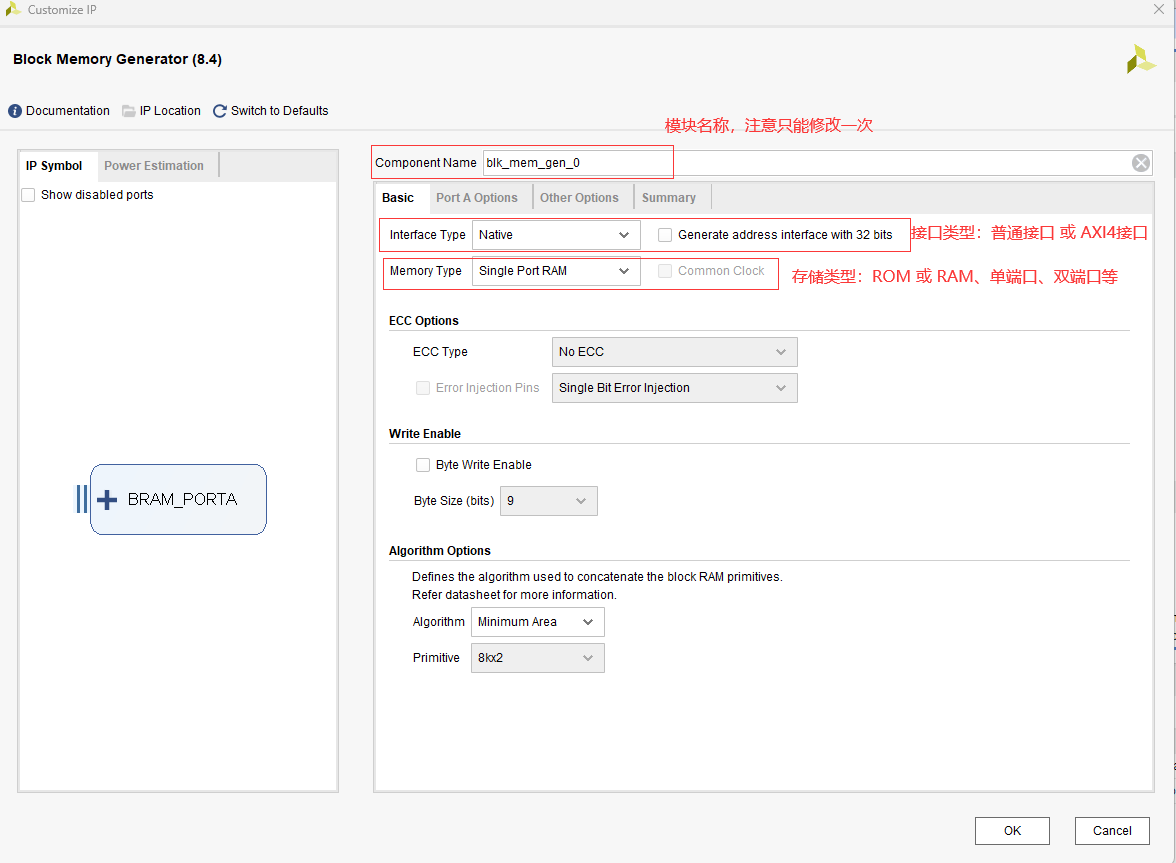 Customize IP
Block Memory Generator (8.4)
Documentation IP Location Switch to Defaults
模块名称，注意只能修改一次
IP Symbol Power Estimation
Show disabled ports
BRAM_PORTA
Component Name blk_mem_gen_0
Basic Port A Options Other Options Summary
Interface Type Native Generate address interface with 32 bits 接口类型：普通接口 或 AXI4接口
Memory Type Single Port RAM Common Clock 存储类型：ROM 或 RAM、单端口、双端口等
ECC Options
ECC Type No ECC
Error Injection Pins Single Bit Error Injection
Write Enable
Byte Write Enable
Byte Size (bits) 9
Algorithm Options
Defines the algorithm used to concatenate the block RAM primitives.
Refer datasheet for more information.
Algorithm Minimum Area
Primitive 8kx2
OK Cancel